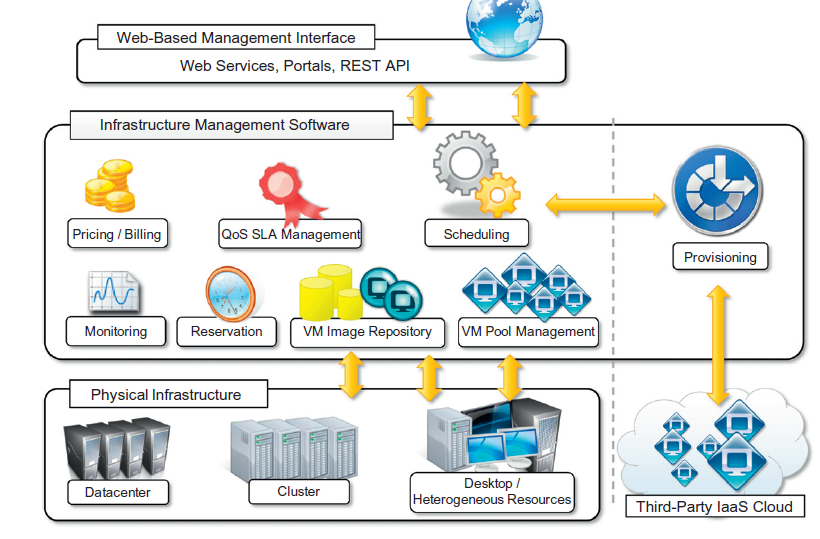 Web-Based Management Interface
Web Services, Portals, REST API
Infrastructure Management Software
Pricing / Billing
QoS SLA Management
Scheduling
Provisioning
Monitoring
Reservation
VM Image Repository
VM Pool Management
Physical Infrastructure
Datacenter
Cluster
Desktop /
Heterogeneous Resources
Third-Party IaaS Cloud